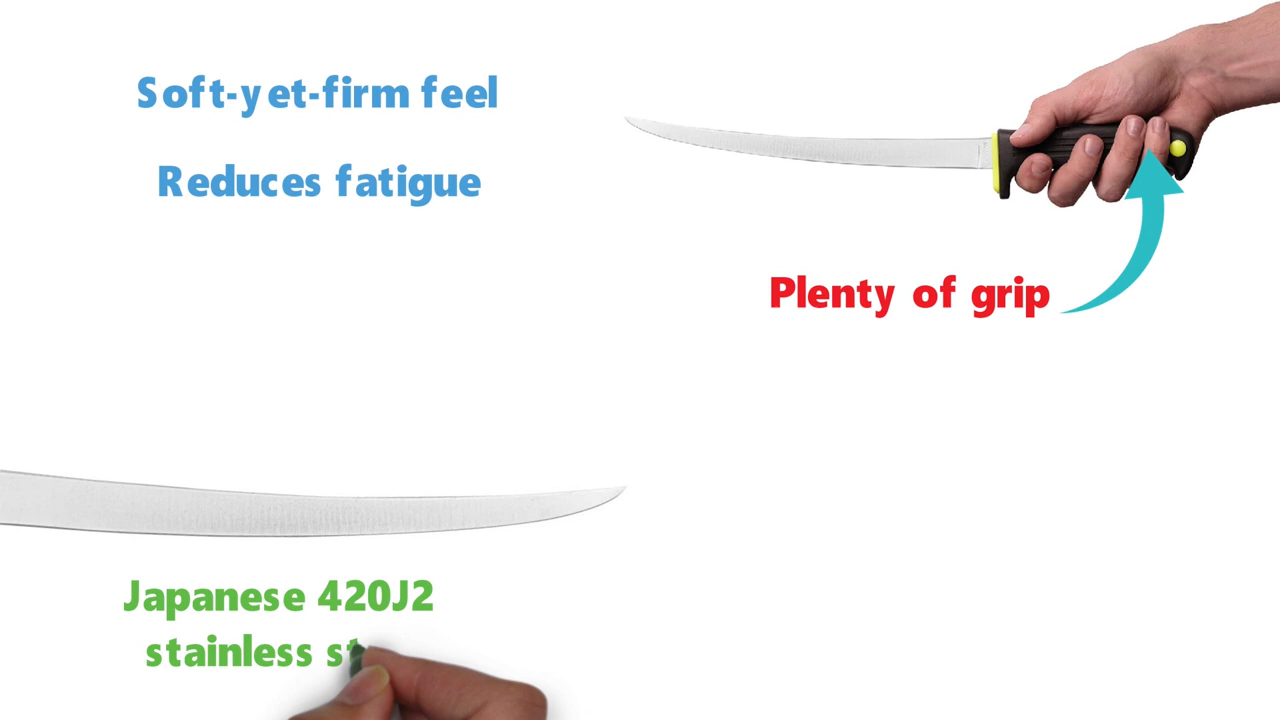 Soft-yet-firm feel
Reduces fatigue
Plenty of grip
Japanese 420J2
stainless st